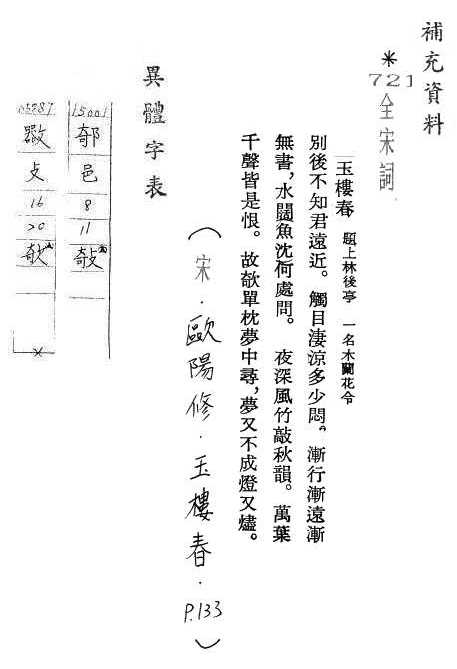 補充資料
*
721
全宋詞
玉樓春 題上林後亭 一名木蘭花令
別後不知君遠近。觸目淒涼多少悶。漸行漸遠漸
無書,水闊魚沈何處問。 夜深風竹敲秋韻。萬葉
千聲皆是恨。故欹單枕夢中尋,夢又不成燈又燼。
(宋.歐陽修.玉樓春.P.133)
異體字表
15001
邑
8
11
攲
攴
16
20
欹